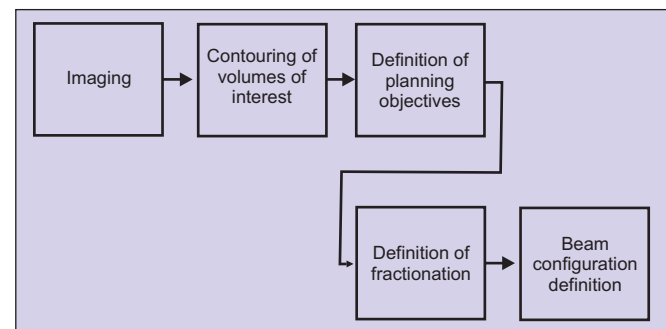 Imaging
Contouring of
volumes of
interest
Definition of
planning
objectives
Definition of
fractionation
Beam
configuration
definition